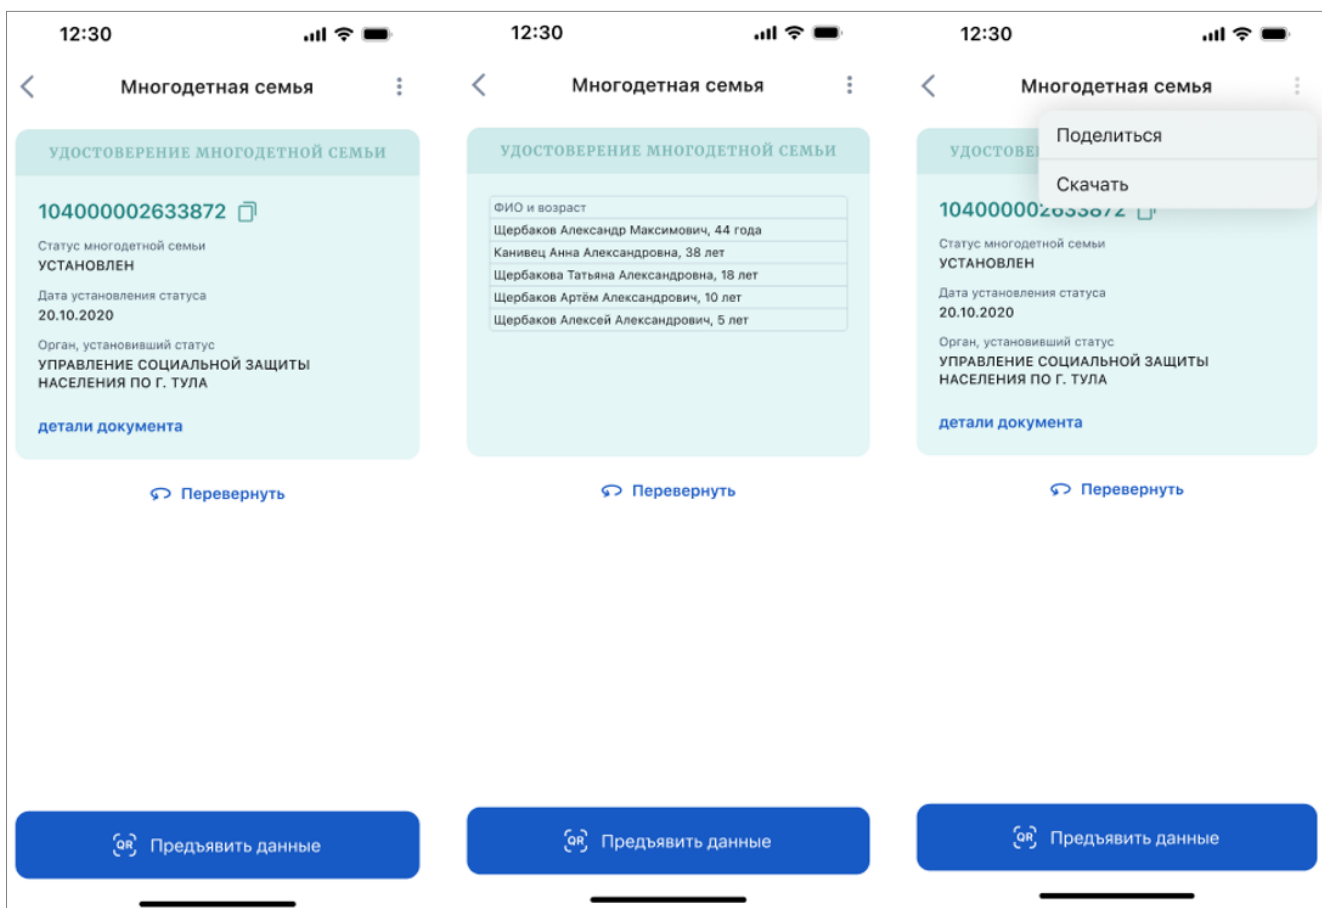 12:30
Многодетная семья
УДОСТОВЕРЕНИЕ МНОГОДЕТНОЙ СЕМЬИ
104000002633872
Статус многодетной семьи
УСТАНОВЛЕН
Дата установления статуса
20.10.2020
Орган, установивший статус
УПРАВЛЕНИЕ СОЦИАЛЬНОЙ ЗАЩИТЫ
НАСЕЛЕНИЯ ПО Г. ТУЛА
детали документа
Перевернуть
QR Предъявить данные
12:30
Многодетная семья
УДОСТОВЕРЕНИЕ МНОГОДЕТНОЙ СЕМЬИ
ФИО и возраст
Щербаков Александр Максимович, 44 года
Канивец Анна Александровна, 38 лет
Щербакова Татьяна Александровна, 18 лет
Щербаков Артём Александрович, 10 лет
Щербаков Алексей Александрович, 5 лет
Перевернуть
QR Предъявить данные
12:30
Многодетная семья
Поделиться
Скачать
УДОСТОВЕ
104000002633872
Статус многодетной семьи
УСТАНОВЛЕН
Дата установления статуса
20.10.2020
Орган, установивший статус
УПРАВЛЕНИЕ СОЦИАЛЬНОЙ ЗАЩИТЫ
НАСЕЛЕНИЯ ПО Г. ТУЛА
детали документа
Перевернуть
QR Предъявить данные